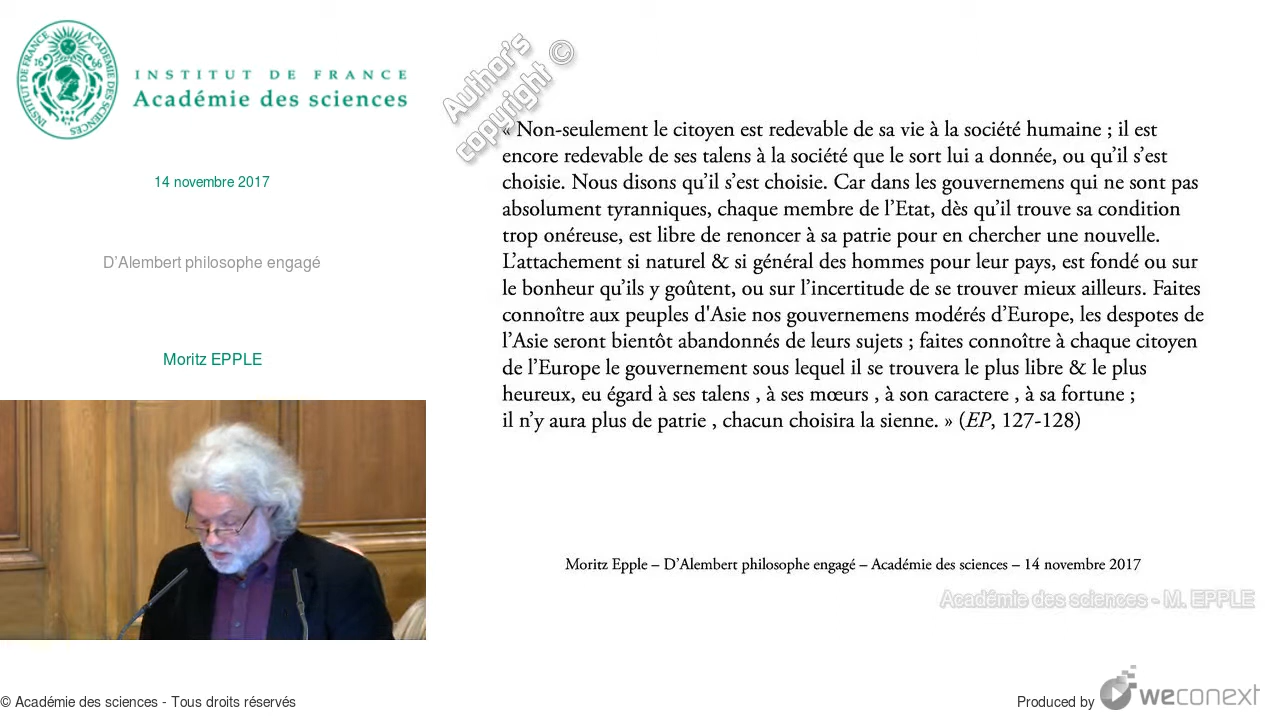 INSTITUT DE FRANCE
Académie des sciences
INSTITUT DE FRANCE ACADÉMIE DES SCIENCES
1666
14 novembre 2017
D'Alembert philosophe engagé
Moritz EPPLE
Author's
copyright ©
« Non-seulement le citoyen est redevable de sa vie à la société humaine ; il est
encore redevable de ses talens à la société que le sort lui a donnée, ou qu'il s'est
choisie. Nous disons qu'il s'est choisie. Car dans les gouvernemens qui ne sont pas
absolument tyranniques, chaque membre de l'Etat, dès qu'il trouve sa condition
trop onéreuse, est libre de renoncer à sa patrie pour en chercher une nouvelle.
L'attachement si naturel & si général des hommes pour leur pays, est fondé ou sur
le bonheur qu'ils y goûtent, ou sur l'incertitude de se trouver mieux ailleurs. Faites
connoître aux peuples d'Asie nos gouvernemens modérés d'Europe, les despotes de
l'Asie seront bientôt abandonnés de leurs sujets ; faites connoître à chaque citoyen
de l'Europe le gouvernement sous lequel il se trouvera le plus libre & le plus
heureux, eu égard à ses talens , à ses mœurs , à son caractere , à sa fortune ;
il n'y aura plus de patrie , chacun choisira la sienne. » (EP, 127-128)
Moritz Epple – D'Alembert philosophe engagé – Académie des sciences – 14 novembre 2017
Académie des sciences - M. EPPLE
© Académie des sciences - Tous droits réservés
Produced by weconext